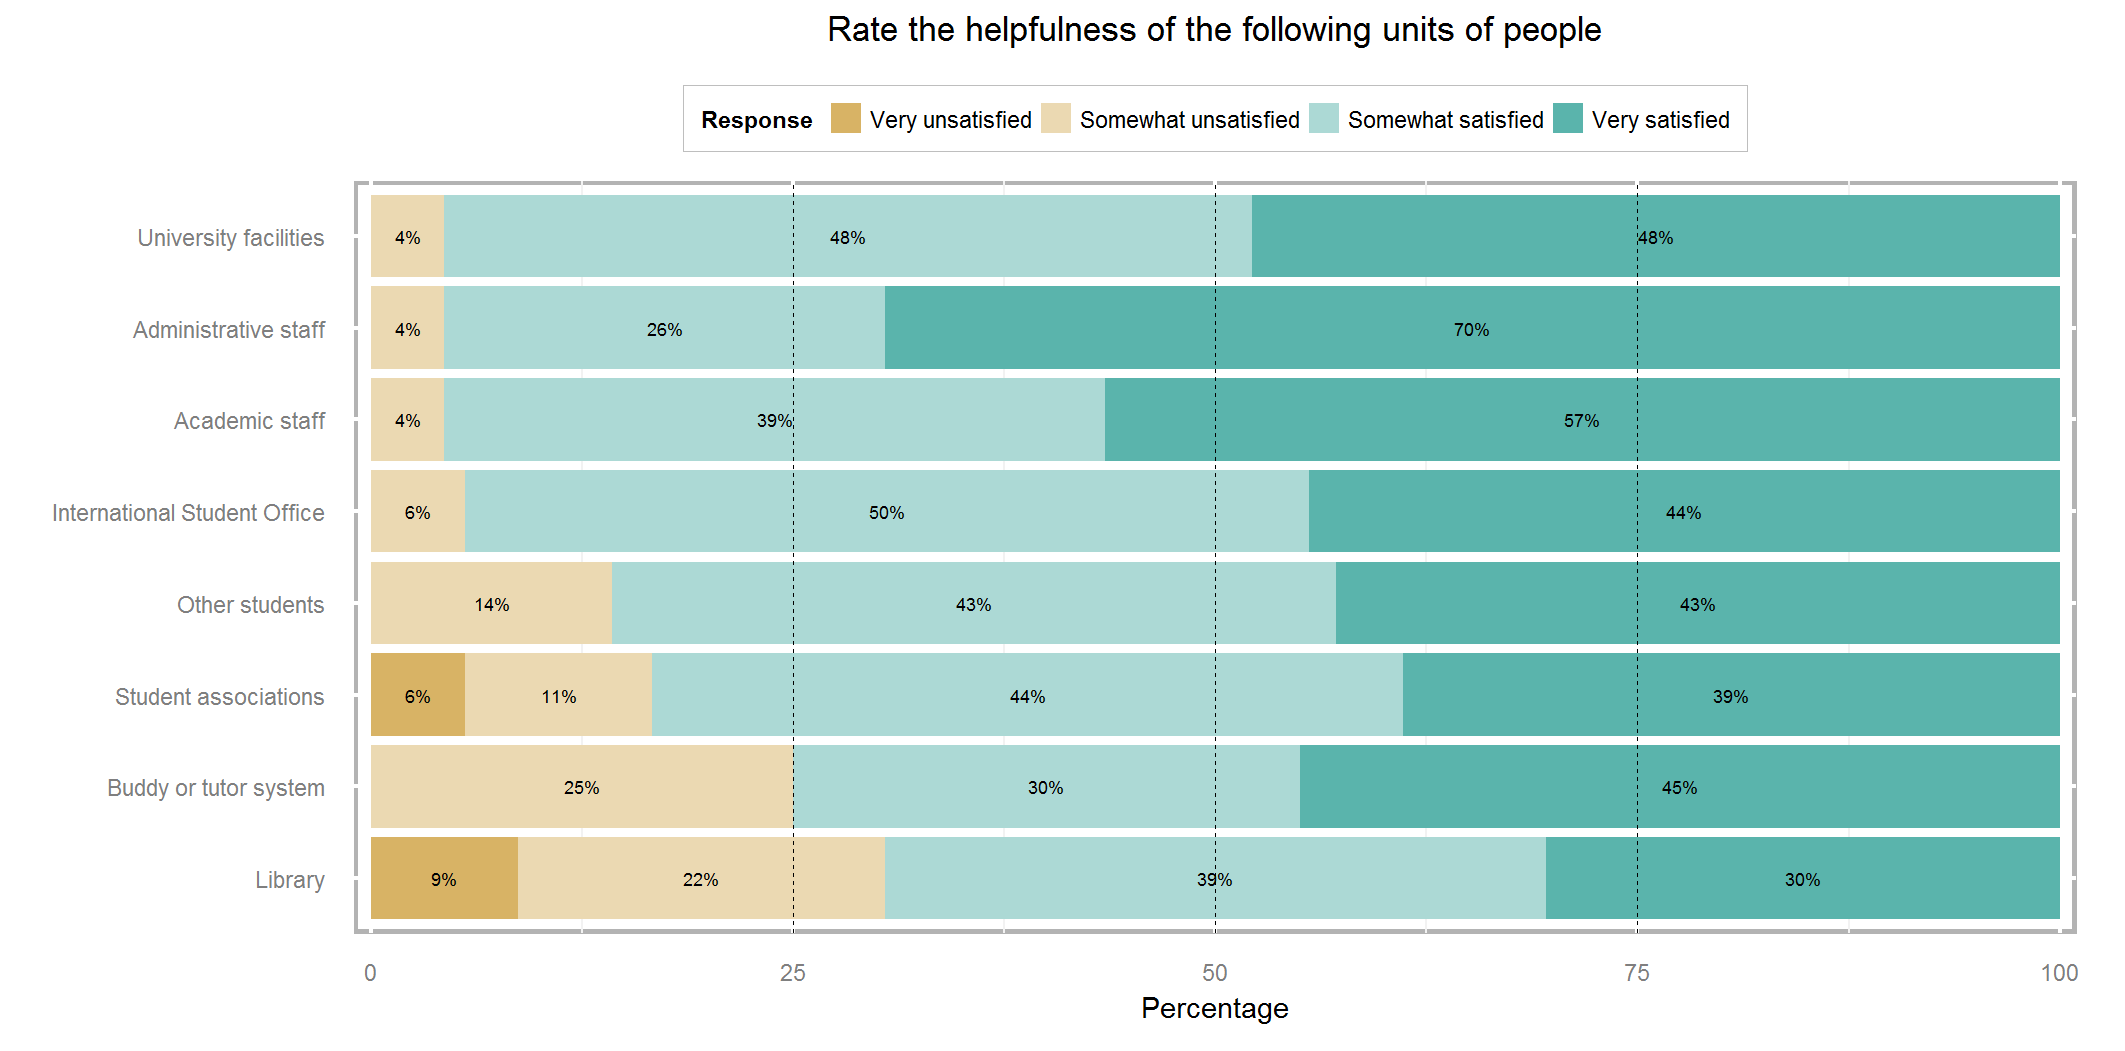 Rate the helpfulness of the following units of people
Response Very unsatisfied Somewhat unsatisfied Somewhat satisfied Very satisfied
University facilities 4% 48% 48%
Administrative staff 4% 26% 70%
Academic staff 4% 39% 57%
International Student Office 6% 50% 44%
Other students 14% 43% 43%
Student associations 6% 11% 44% 39%
Buddy or tutor system 25% 30% 45%
Library 9% 22% 39% 30%
0 25 50 75 100
Percentage